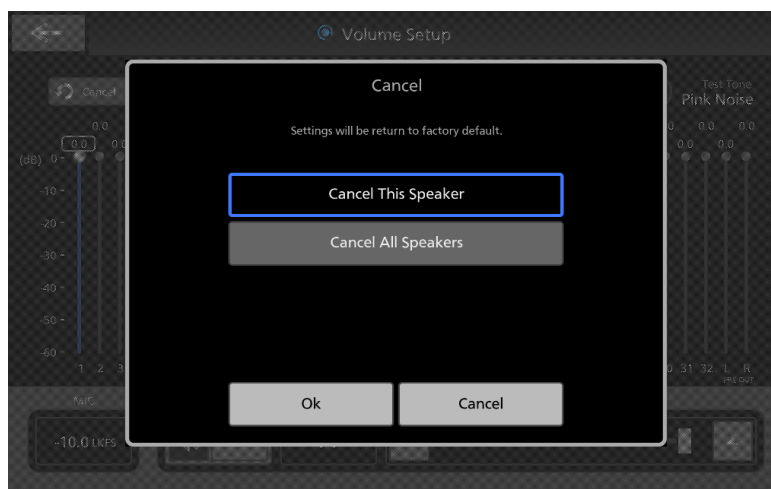 Volume Setup
Cancel
Test Tone
Pink Noise
Cancel
Settings will be return to factory default.
Cancel This Speaker
Cancel All Speakers
0.0 0.0 0.0
0.0 0.0 0.0
(dB) 0
-10
-20
-30
-40
-50
-60
1 2 3 31 32 L R
PRE OUT
Ok Cancel
MIC
-10.0 LKFS